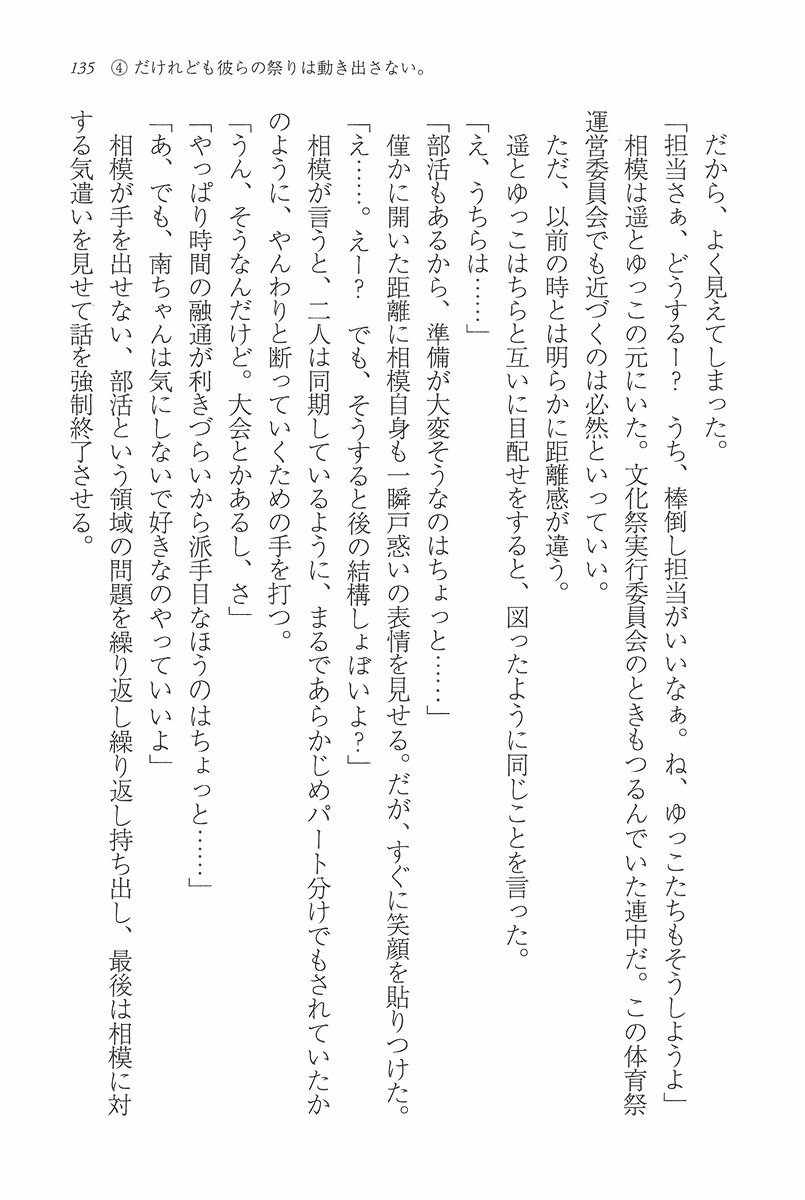 135 ④ だけれども彼らの祭りは動き出さない。
だから、よく見えてしまった。
「担当さぁ、どうするー？　うち、棒倒し担当がいいなぁ。ね、ゆっこたちもそうしようよ」
相模は遥とゆっこの元にいた。文化祭実行委員会のときもつるんでいた連中だ。この体育祭
運営委員会でも近づくのは必然といっていい。
ただ、以前の時とは明らかに距離感が違う。
遥とゆっこはちらと互いに目配せをすると、図ったように同じことを言った。
「え、うちらは……」
「部活もあるから、準備が大変そうなのはちょっと……」
僅かに開いた距離に相模自身も一瞬戸惑いの表情を見せる。だが、すぐに笑顔を貼りつけた。
「え……。えー？　でも、そうすると後の結構しょぼいよ？」
相模が言うと、二人は同期しているように、まるであらかじめパート分けでもされていたか
のように、やんわりと断っていくための手を打つ。
「うん、そうなんだけど。大会とかあるし、さ」
「やっぱり時間の融通が利きづらいから派手目なほうのはちょっと……」
「あ、でも、南ちゃんは気にしないで好きなのやっていいよ」
相模が手を出せない、部活という領域の問題を繰り返し繰り返し持ち出し、最後は相模に対
する気遣いを見せて話を強制終了させる。